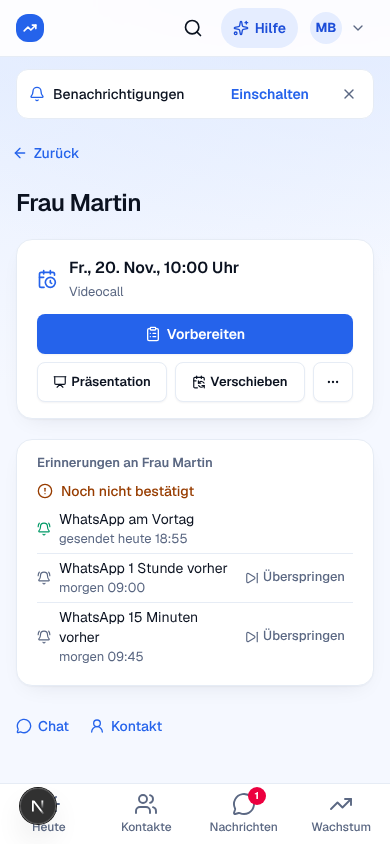 Hilfe
MB
Benachrichtigungen
Einschalten
Zurück
Frau Martin
Fr., 20. Nov., 10:00 Uhr
Videocall
Vorbereiten
Präsentation
Verschieben
...
Erinnerungen an Frau Martin
Noch nicht bestätigt
WhatsApp am Vortag
gesendet heute 18:55
WhatsApp 1 Stunde vorher
Überspringen
morgen 09:00
WhatsApp 15 Minuten
vorher
Überspringen
morgen 09:45
Chat
Kontakt
N
1
Heute
Kontakte
Nachrichten
Wachstum